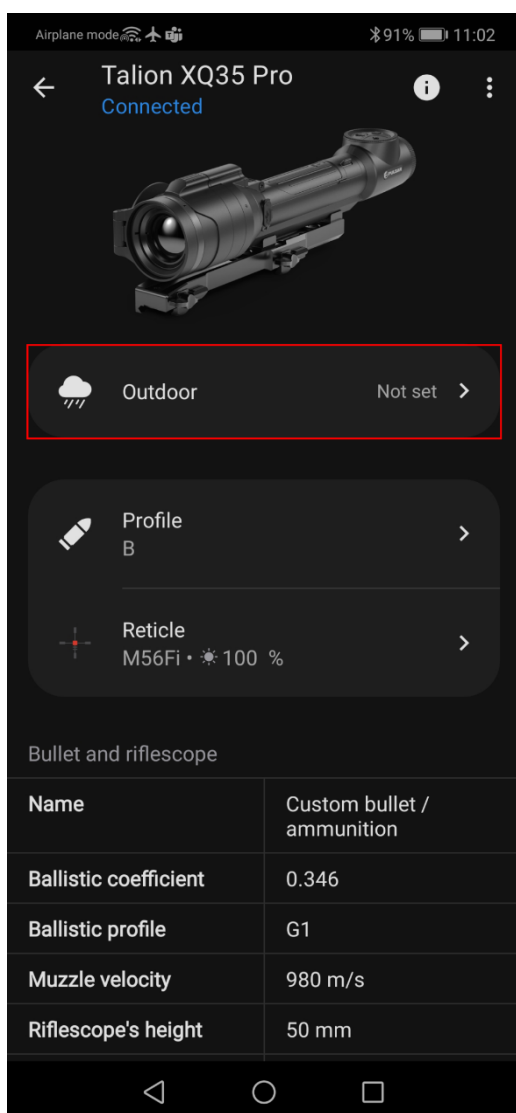 Airplane mode 91% 11:02
Talion XQ35 Pro
Connected
PULSAR
Outdoor Not set
Profile
B
Reticle
M56Fi • 100 %
Bullet and riflescope
Name Custom bullet /
ammunition
Ballistic coefficient 0.346
Ballistic profile G1
Muzzle velocity 980 m/s
Riflescope's height 50 mm